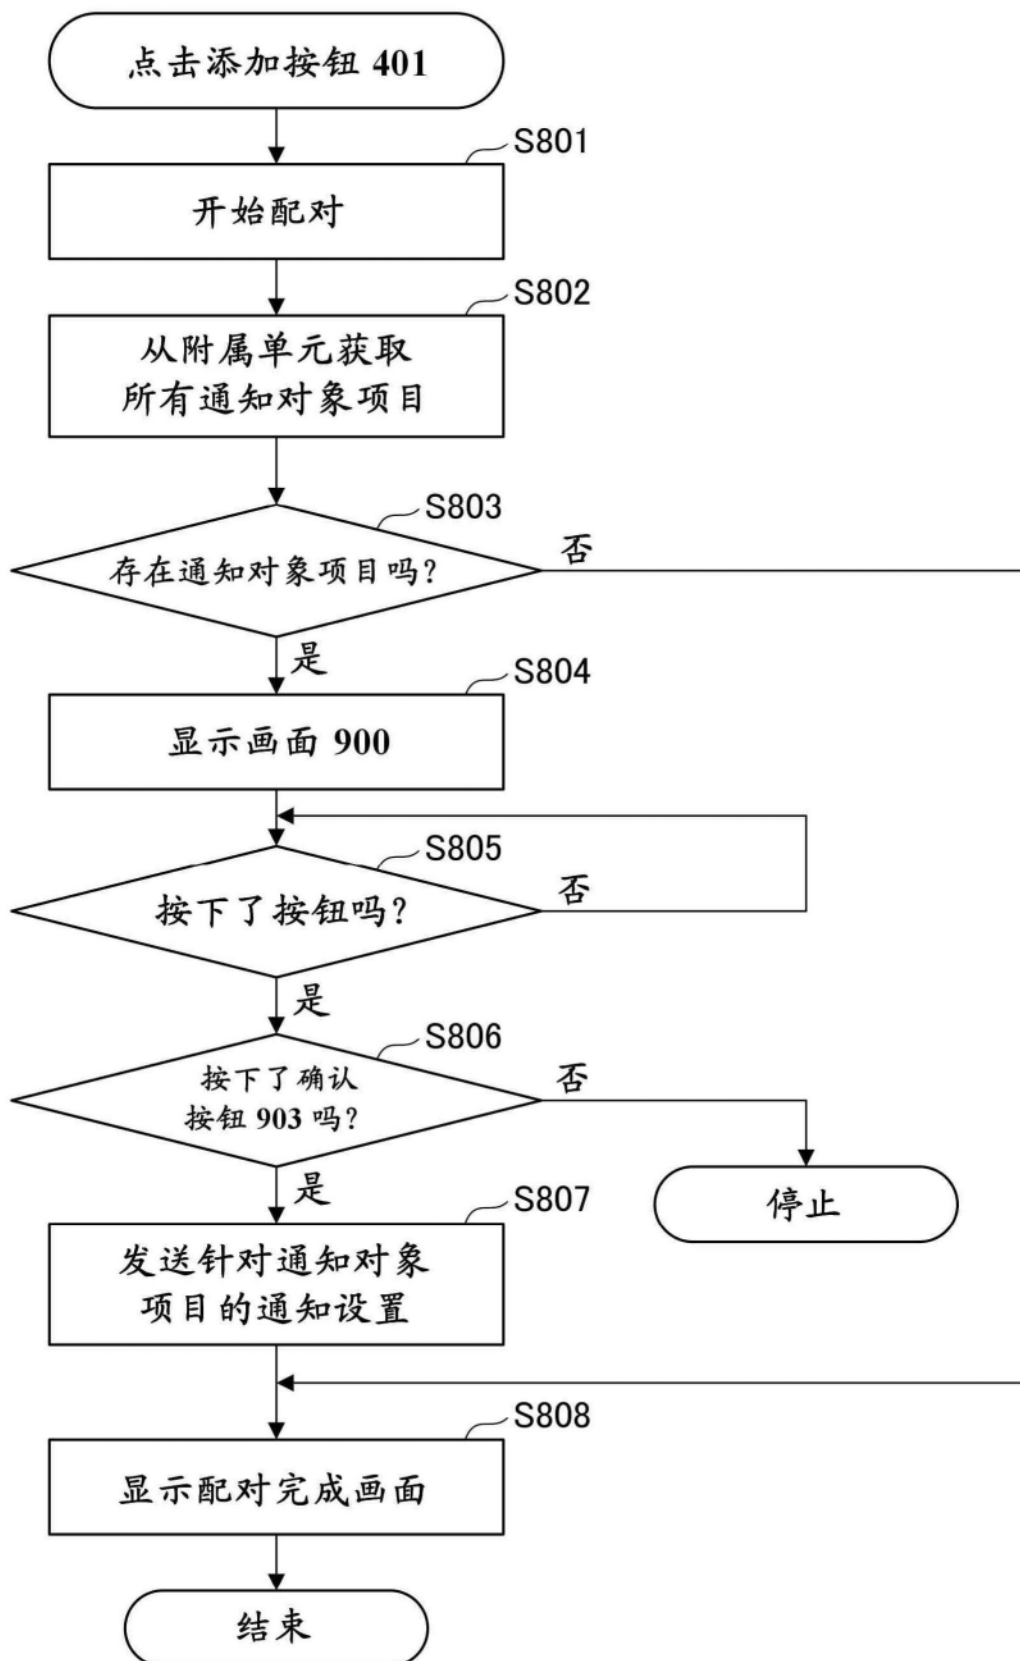 点击添加按钮 401
S801
开始配对
S802
从附属单元获取
所有通知对象项目
S803
存在通知对象项目吗?
否
是
S804
显示画面 900
S805
按下了按钮吗?
否
是
S806
按下了确认
按钮 903 吗?
否
是
停止
S807
发送针对通知对象
项目的通知设置
S808
显示配对完成画面
结束